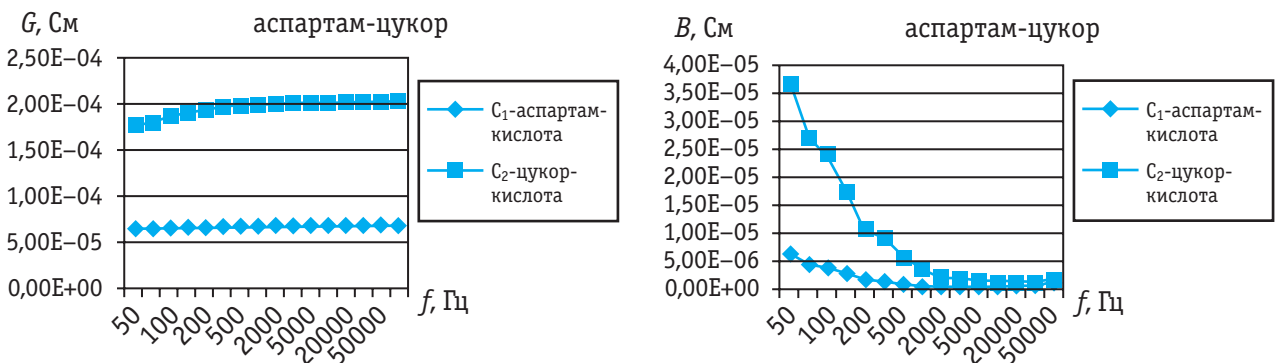 G, См
аспартам-цукор
2,50E–04
2,00E–04
1,50E–04
1,00E–04
5,00E–05
0,00E+00
50
100
200
500
2000
5000
20000
50000
f, Гц
C₁-аспартам-
кислота
C₂-цукор-
кислота
B, См
аспартам-цукор
4,00E–05
3,50E–05
3,00E–05
2,50E–05
2,00E–05
1,50E–05
1,00E–05
5,00E–06
0,00E+00
50
100
200
500
2000
5000
20000
50000
f, Гц
C₁-аспартам-
кислота
C₂-цукор-
кислота